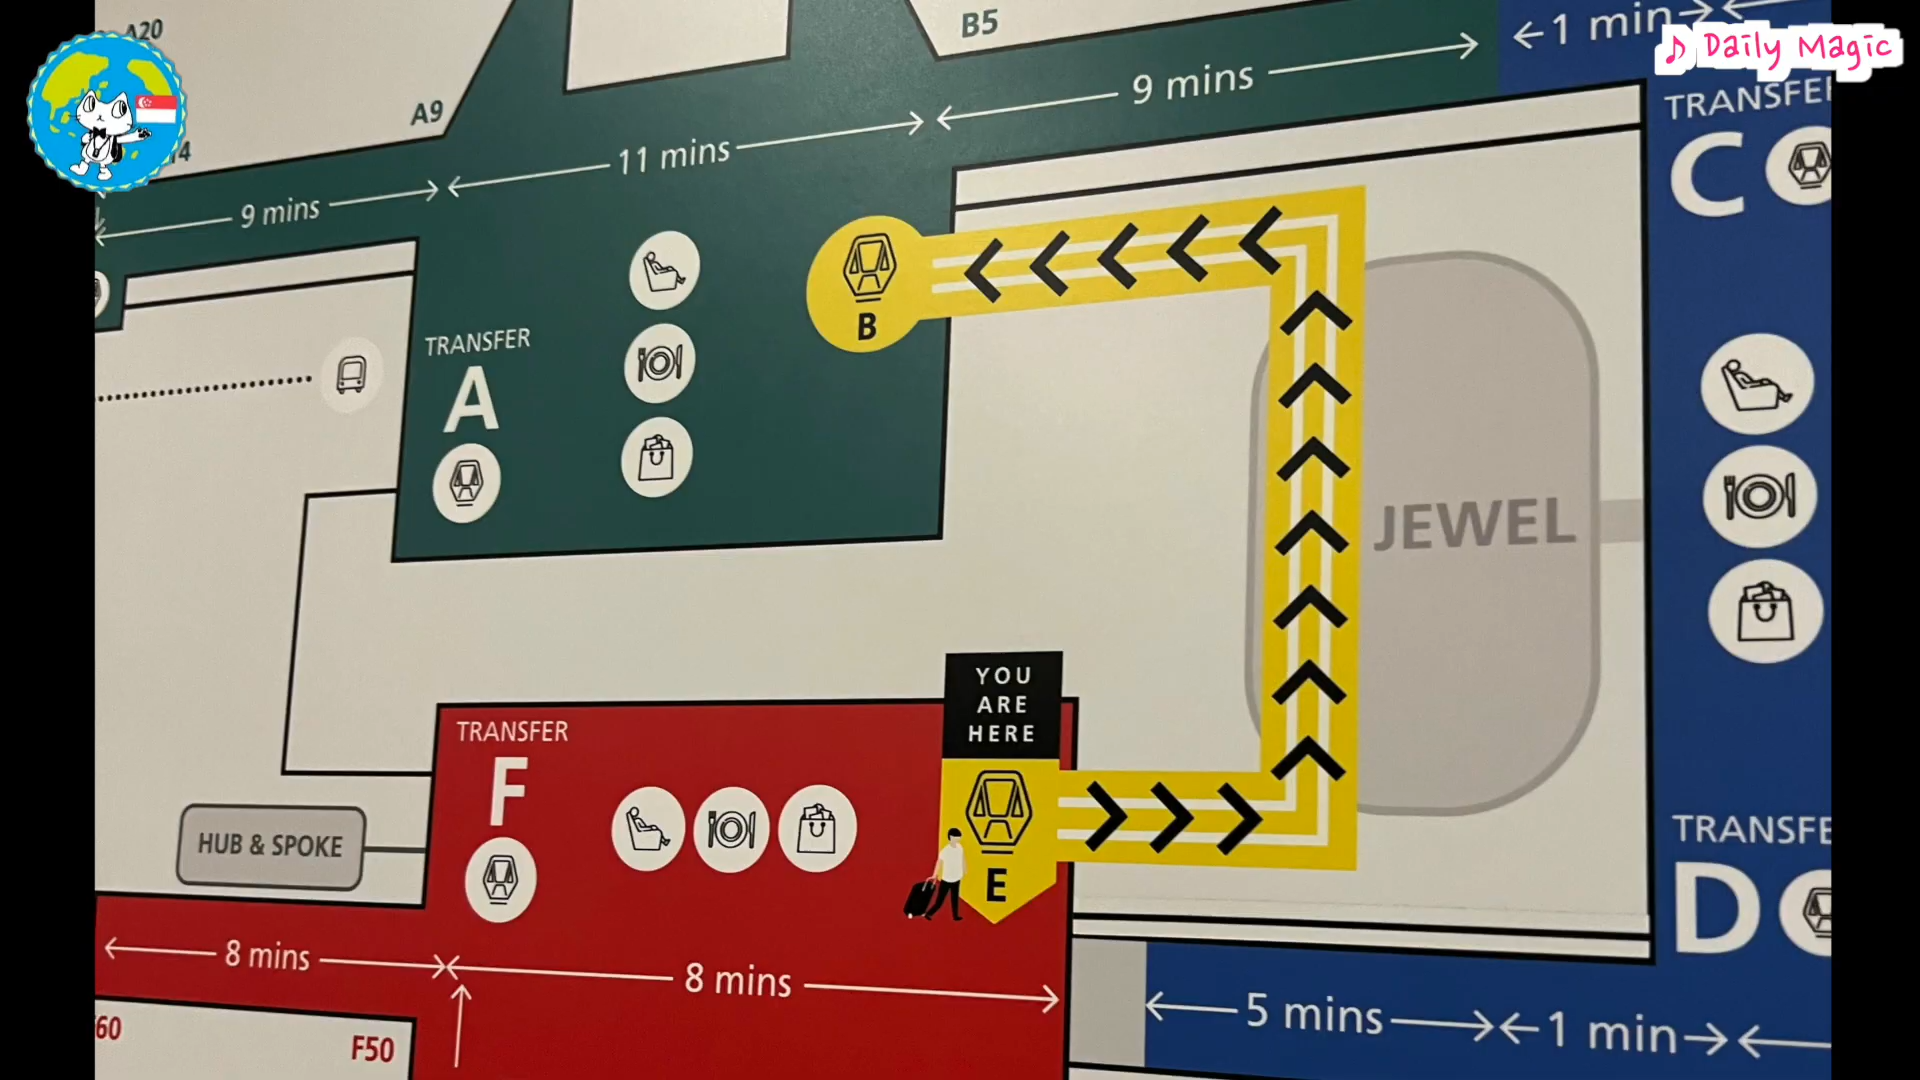 A20
B5
1 min
Daily Magic
A9
9 mins
11 mins
9 mins
TRANSFER
C
TRANSFER
A
B
JEWEL
YOU
ARE
HERE
TRANSFER
F
HUB & SPOKE
E
TRANSFE
D
8 mins
8 mins
5 mins
1 min
F50